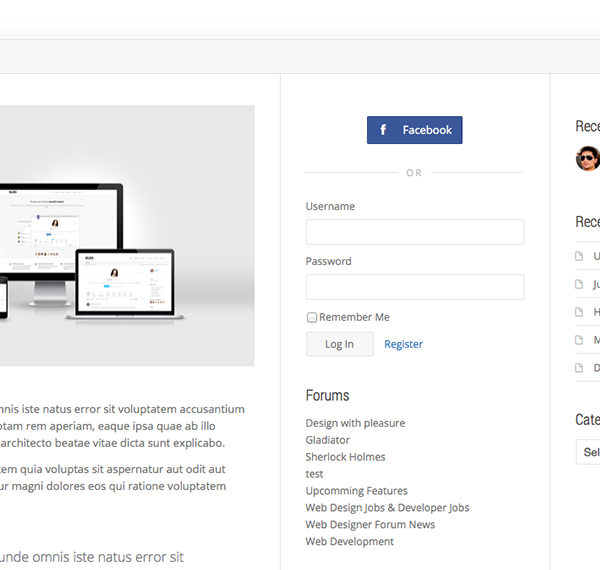 nnis iste natus error sit voluptatem accusantium
otam rem aperiam, eaque ipsa quae ab illo
architecto beatae vitae dicta sunt explicabo.
tem quia voluptas sit aspernatur aut odit aut
ur magni dolores eos qui ratione voluptatem
unde omnis iste natus error sit
f Facebook
OR
Username
Password
Remember Me
Log In Register
Forums
Design with pleasure
Gladiator
Sherlock Holmes
test
Upcomming Features
Web Design Jobs & Developer Jobs
Web Designer Forum News
Web Development
Rece
Rece
U
Ju
H
M
D
Cate
Sel